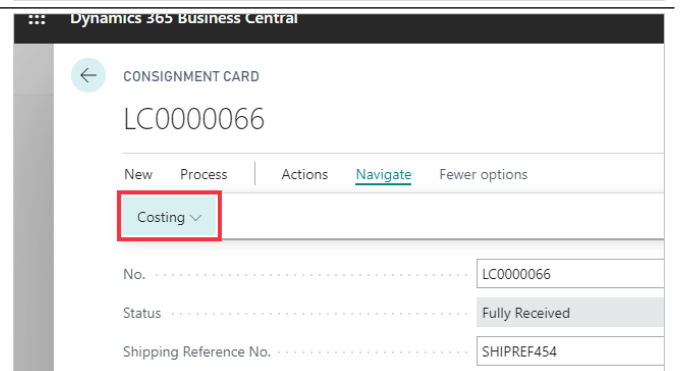 Dynamics 365 Business Central
CONSIGNMENT CARD
LC0000066
New Process Actions Navigate Fewer options
Costing
No. LC0000066
Status Fully Received
Shipping Reference No. SHIPREF454